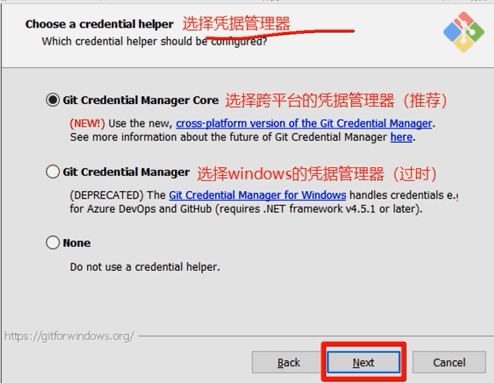 Choose a credential helper 选择凭据管理器
Which credential helper should be configured?
Git Credential Manager Core 选择跨平台的凭据管理器（推荐）
(NEW!) Use the new, cross-platform version of the Git Credential Manager.
See more information about the future of Git Credential Manager here.
Git Credential Manager 选择windows的凭据管理器（过时）
(DEPRECATED) The Git Credential Manager for Windows handles credentials e.g.
for Azure DevOps and GitHub (requires .NET framework v4.5.1 or later).
None
Do not use a credential helper.
https://gitforwindows.org/
Back Next Cancel